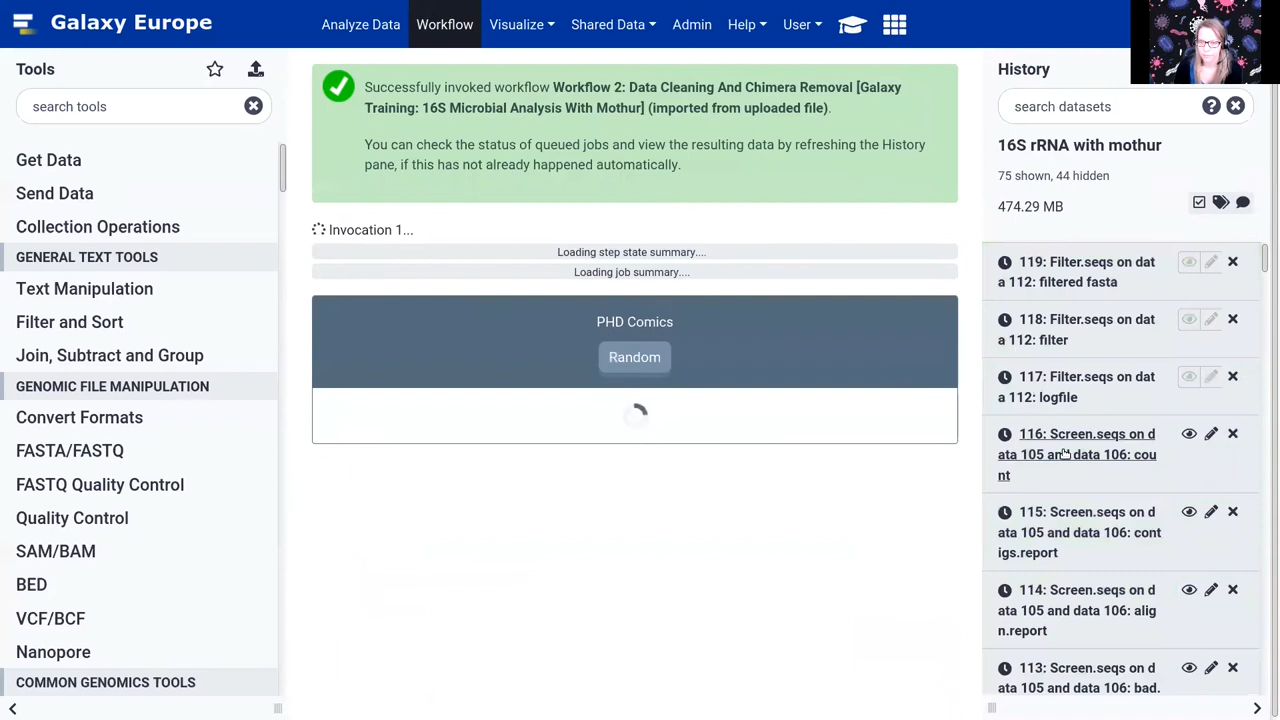 Galaxy Europe
Analyze Data
Workflow
Visualize
Shared Data
Admin
Help
User
Tools
search tools
Get Data
Send Data
Collection Operations
GENERAL TEXT TOOLS
Text Manipulation
Filter and Sort
Join, Subtract and Group
GENOMIC FILE MANIPULATION
Convert Formats
FASTA/FASTQ
FASTQ Quality Control
Quality Control
SAM/BAM
BED
VCF/BCF
Nanopore
COMMON GENOMICS TOOLS
Successfully invoked workflow Workflow 2: Data Cleaning And Chimera Removal [Galaxy
Training: 16S Microbial Analysis With Mothur] (imported from uploaded file).
You can check the status of queued jobs and view the resulting data by refreshing the History
pane, if this has not already happened automatically.
Invocation 1...
Loading step state summary....
Loading job summary....
PHD Comics
Random
History
search datasets
16S rRNA with mothur
75 shown, 44 hidden
474.29 MB
119: Filter.seqs on dat
a 112: filtered fasta
118: Filter.seqs on dat
a 112: filter
117: Filter.seqs on dat
a 112: logfile
116: Screen.seqs on d
ata 105 and data 106: cou
nt
115: Screen.seqs on d
ata 105 and data 106: cont
igs.report
114: Screen.seqs on d
ata 105 and data 106: alig
n.report
113: Screen.seqs on d
ata 105 and data 106: bad.